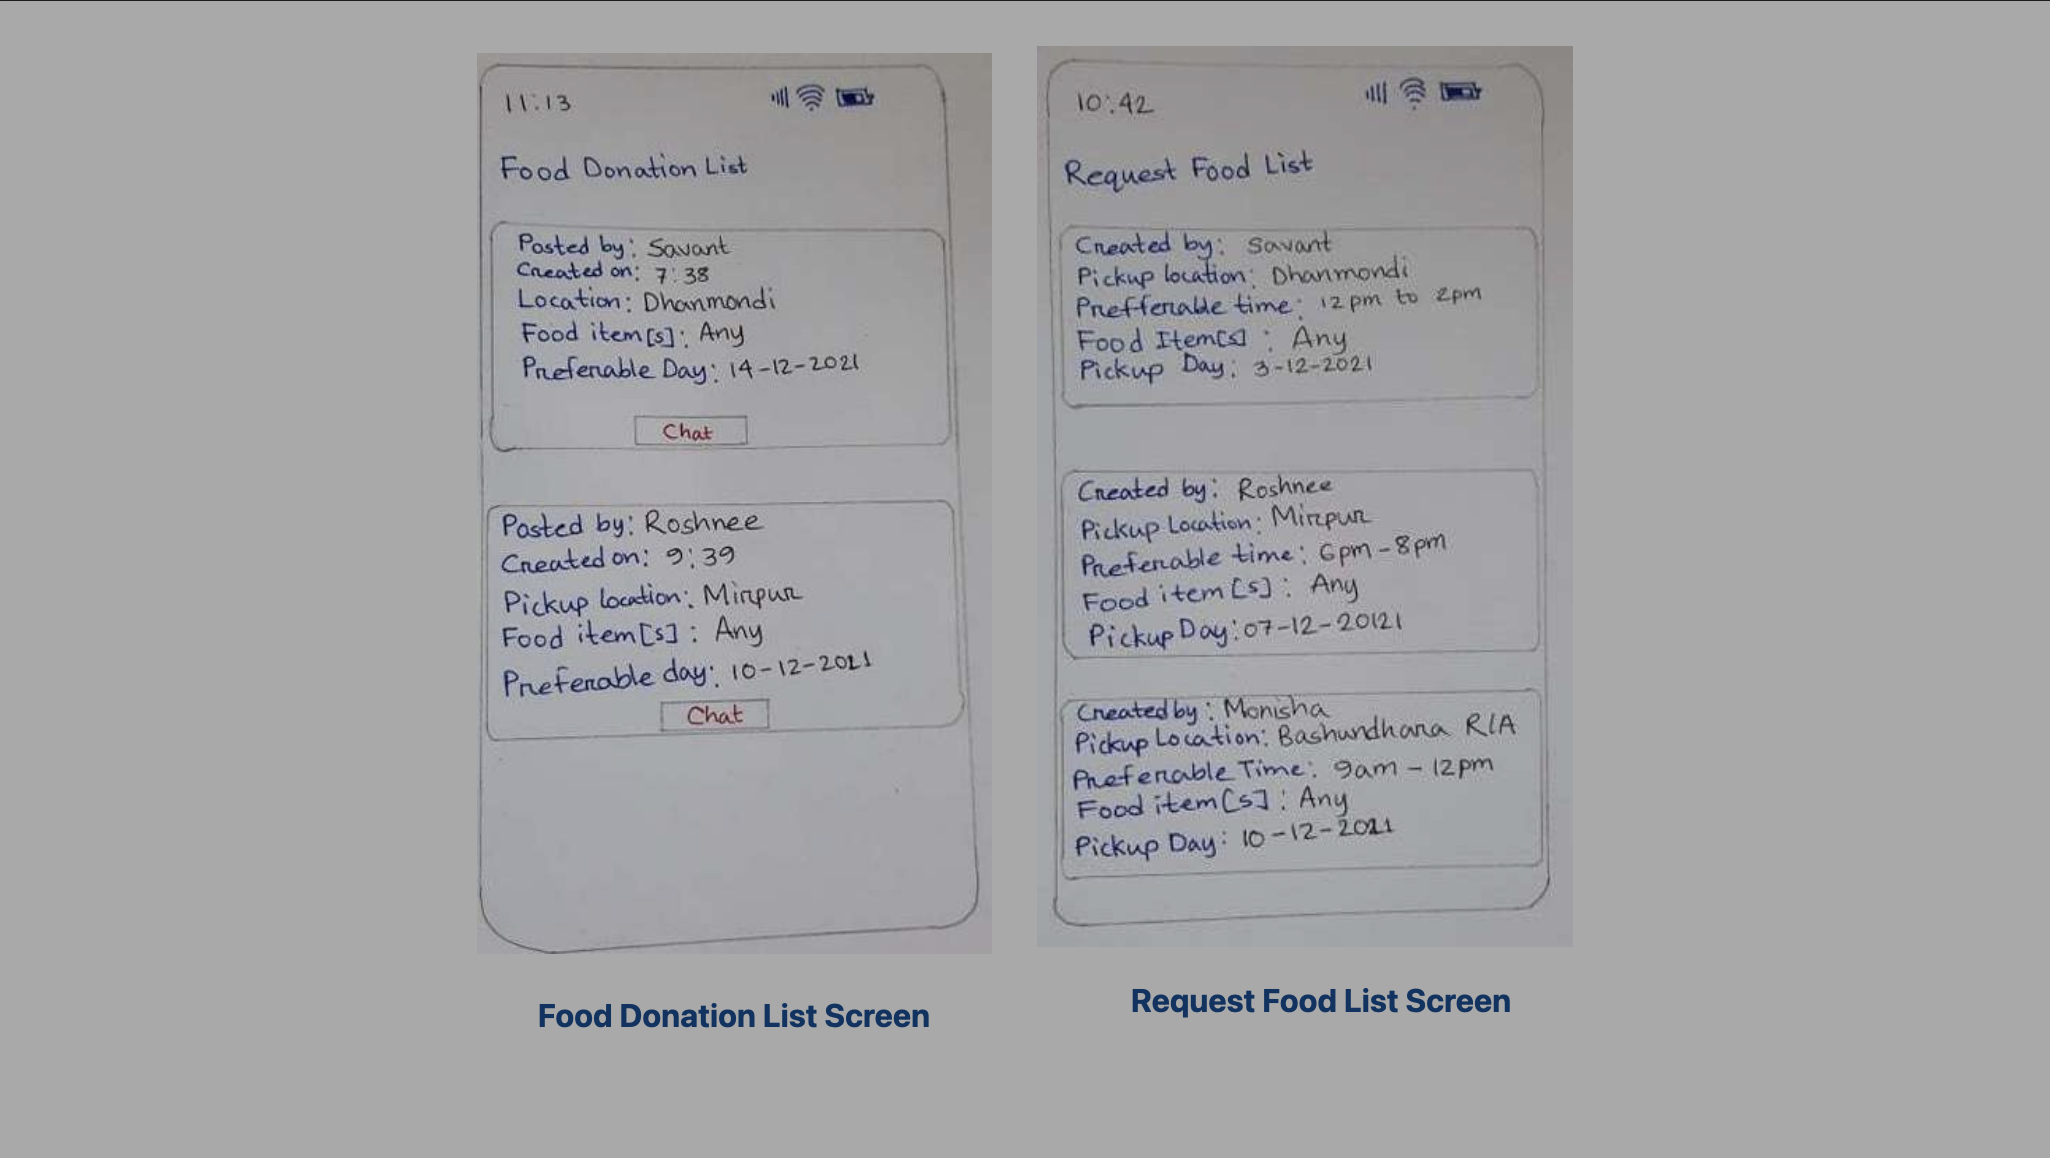 11:13
Food Donation List
Posted by: Savant
Created on: 7:38
Location: Dhanmondi
Food item[s]: Any
Preferable Day: 14-12-2021
Chat
Posted by: Roshnee
Created on: 9:39
Pickup location: Mirpur
Food item[s]: Any
Preferable day: 10-12-2021
Chat
Food Donation List Screen
10:42
Request Food List
Created by: Savant
Pickup location: Dhanmondi
Prefferable time: 12pm to 2pm
Food Item[s] : Any
Pickup Day: 3-12-2021
Created by: Roshnee
Pickup Location: Mirpur
Preferable time: 6pm - 8pm
Food item[s] : Any
Pickup Day: 07-12-20121
Created by: Monisha
Pickup Location: Bashundhara R/A
Preferable Time: 9am - 12pm
Food item[s] : Any
Pickup Day: 10-12-2021
Request Food List Screen